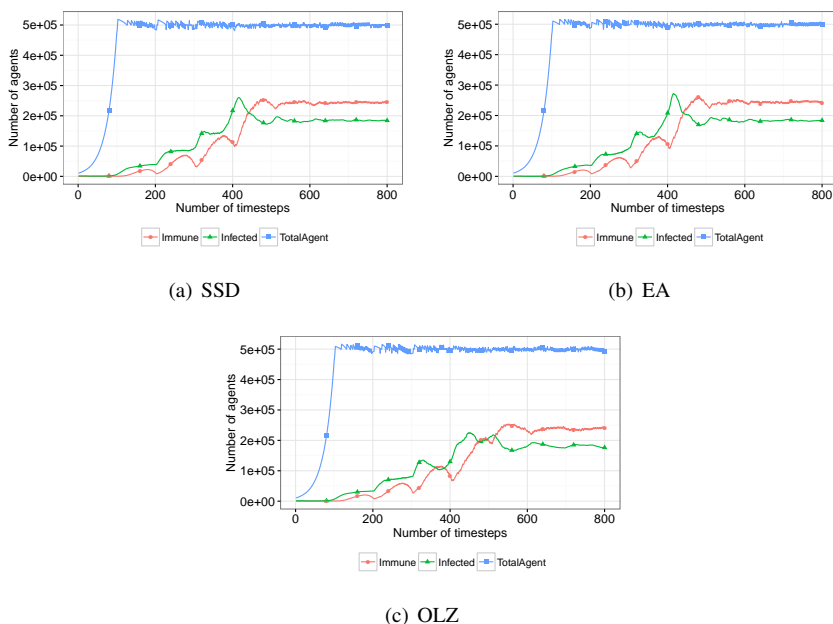 5e+05
4e+05
3e+05
2e+05
1e+05
0e+00
Number of agents
0 200 400 600 800
Number of timesteps
Immune Infected TotalAgent
(a) SSD
5e+05
4e+05
3e+05
2e+05
1e+05
0e+00
Number of agents
0 200 400 600 800
Number of timesteps
Immune Infected TotalAgent
(b) EA
5e+05
4e+05
3e+05
2e+05
1e+05
0e+00
Number of agents
0 200 400 600 800
Number of timesteps
Immune Infected TotalAgent
(c) OLZ